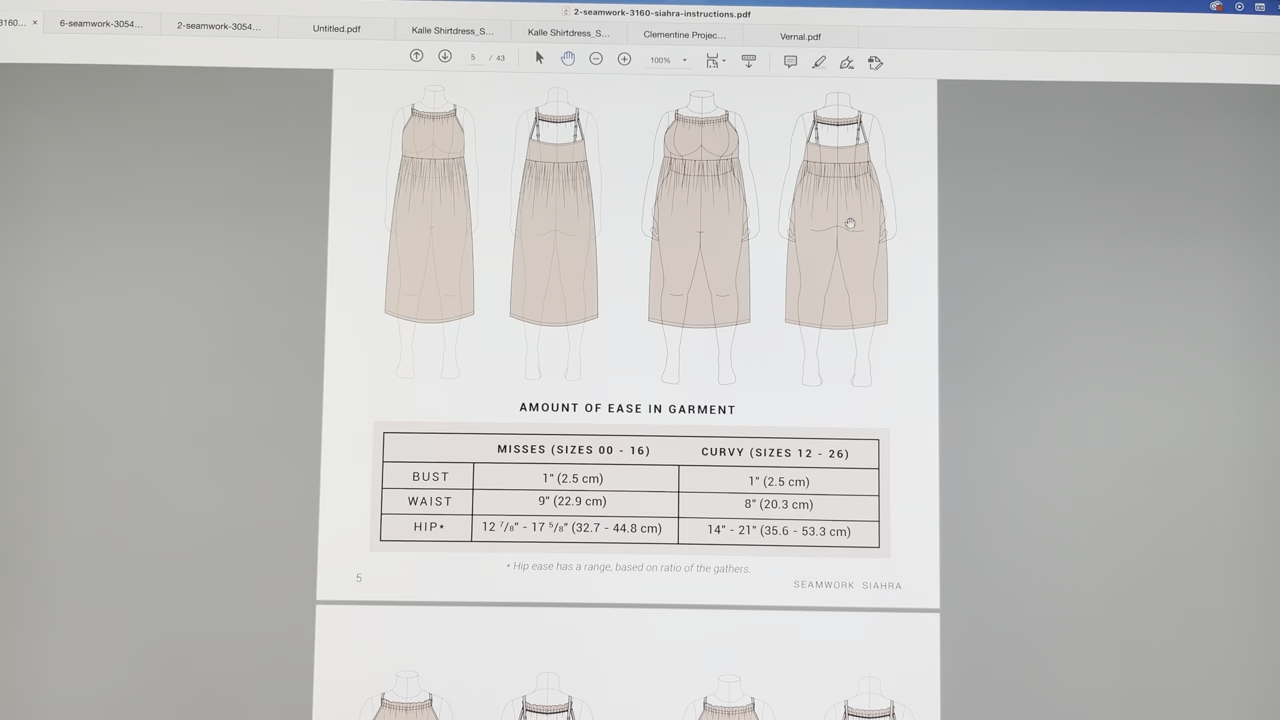 2-seamwork-3160-siahra-instructions.pdf
3160... ×
6-seamwork-3054...
2-seamwork-3054...
Untitled.pdf
Kalle Shirtdress_S...
Kalle Shirtdress_S...
Clementine Projec...
Vernal.pdf
5 / 43
100%
AMOUNT OF EASE IN GARMENT
MISSES (SIZES 00 - 16) CURVY (SIZES 12 - 26)
BUST 1" (2.5 cm) 1" (2.5 cm)
WAIST 9" (22.9 cm) 8" (20.3 cm)
HIP* 12 ⁷/₈" - 17 ⁵/₈" (32.7 - 44.8 cm) 14" - 21" (35.6 - 53.3 cm)
* Hip ease has a range, based on ratio of the gathers.
5 SEAMWORK SIAHRA